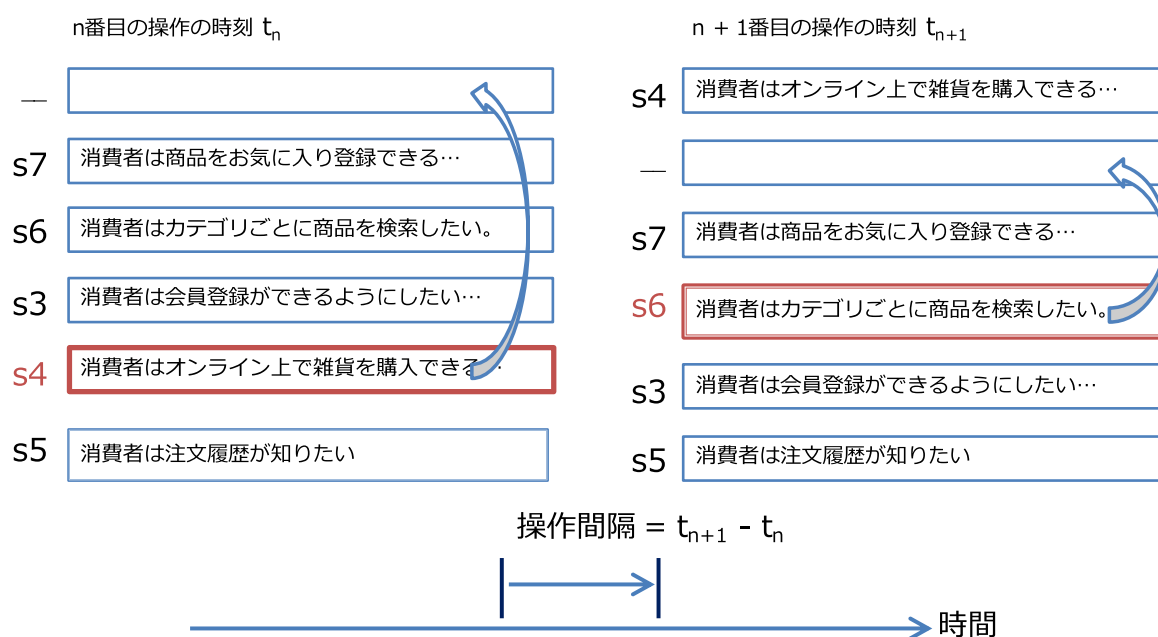 n番目の操作の時刻 tn
__
s7 消費者は商品をお気に入り登録できる…
s6 消費者はカテゴリごとに商品を検索したい。
s3 消費者は会員登録ができるようにしたい…
s4 消費者はオンライン上で雑貨を購入できる…
s5 消費者は注文履歴が知りたい
n + 1番目の操作の時刻 tn+1
s4 消費者はオンライン上で雑貨を購入できる…
__
s7 消費者は商品をお気に入り登録できる…
s6 消費者はカテゴリごとに商品を検索したい。
s3 消費者は会員登録ができるようにしたい…
s5 消費者は注文履歴が知りたい
操作間隔 = tn+1 - tn
時間